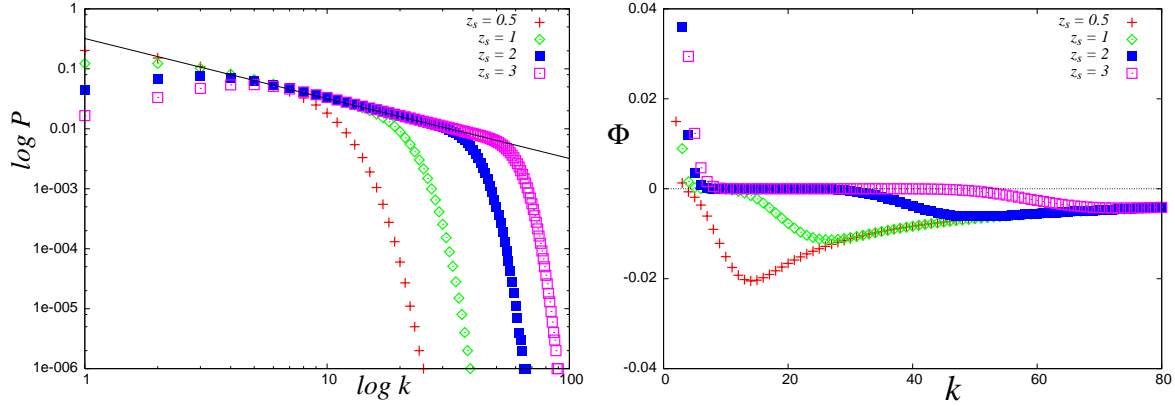 z_s = 0.5
z_s = 1
z_s = 2
z_s = 3
1
0.1
0.01
1e-003
1e-004
1e-005
1e-006
log P
1 10 100
log k
z_s = 0.5
z_s = 1
z_s = 2
z_s = 3
0.04
0.02
0
-0.02
-0.04
Φ
0 20 40 60 80
k